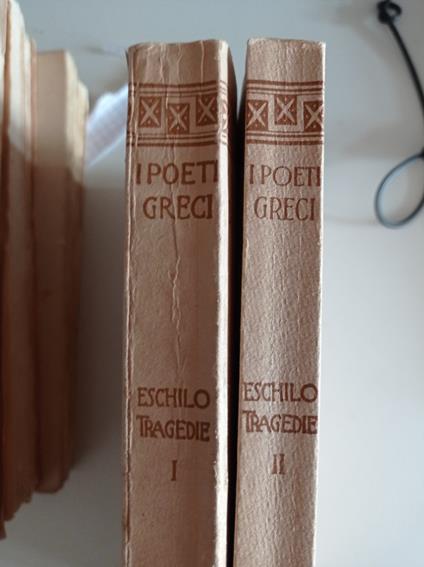 I POETI
GRECI
ESCHILO
TRAGEDIE
I
I POETI
GRECI
ESCHILO
TRAGEDIE
II